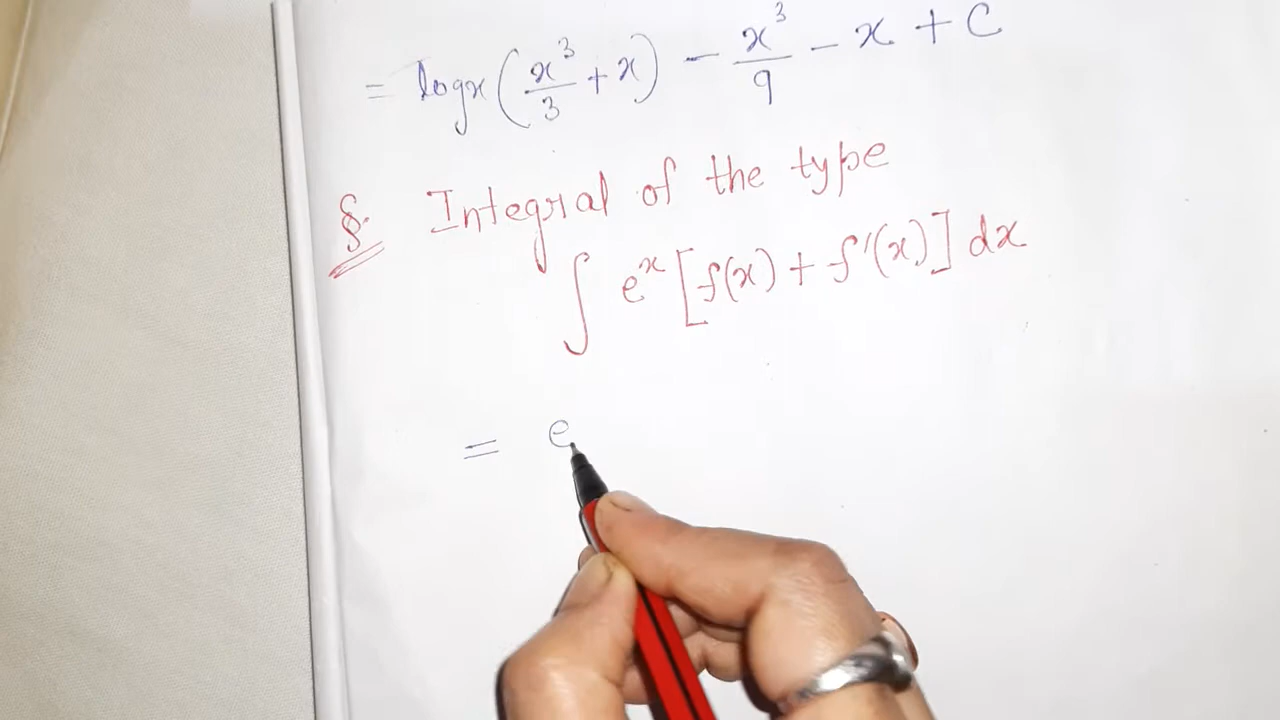 = logx (x³/3 + x) - x³/9 - x + C
§. Integral of the type
∫ eˣ [f(x) + f'(x)] dx
= e